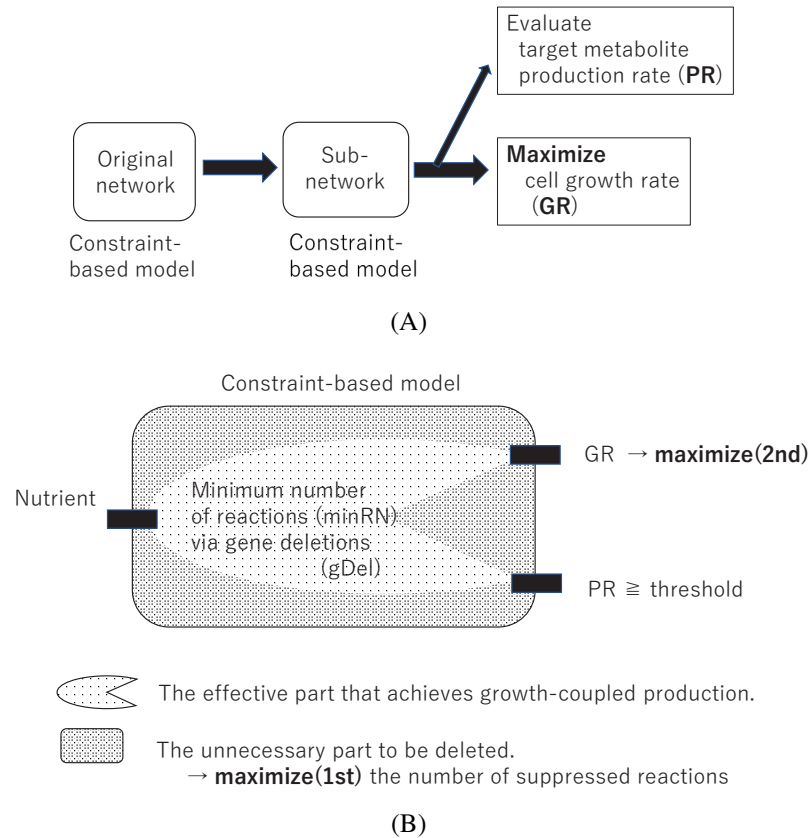 Evaluate
target metabolite
production rate (PR)
Original
network
Sub-
network
Maximize
cell growth rate
(GR)
Constraint-
based model
Constraint-
based model
(A)
Constraint-based model
GR → maximize(2nd)
Nutrient
Minimum number
of reactions (minRN)
via gene deletions
(gDel)
PR ≧ threshold
The effective part that achieves growth-coupled production.
The unnecessary part to be deleted.
→ maximize(1st) the number of suppressed reactions
(B)